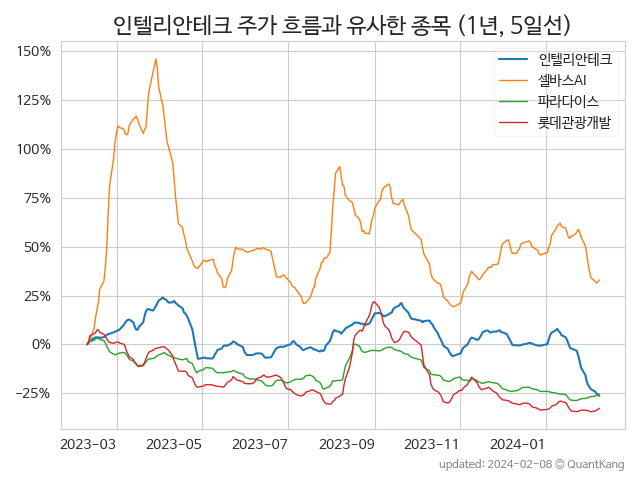 인텔리안테크 주가 흐름과 유사한 종목 (1년, 5일선)
150%
125%
100%
75%
50%
25%
0%
−25%
인텔리안테크
셀바스AI
파라다이스
롯데관광개발
2023-03 2023-05 2023-07 2023-09 2023-11 2024-01
updated: 2024-02-08 © QuantKang